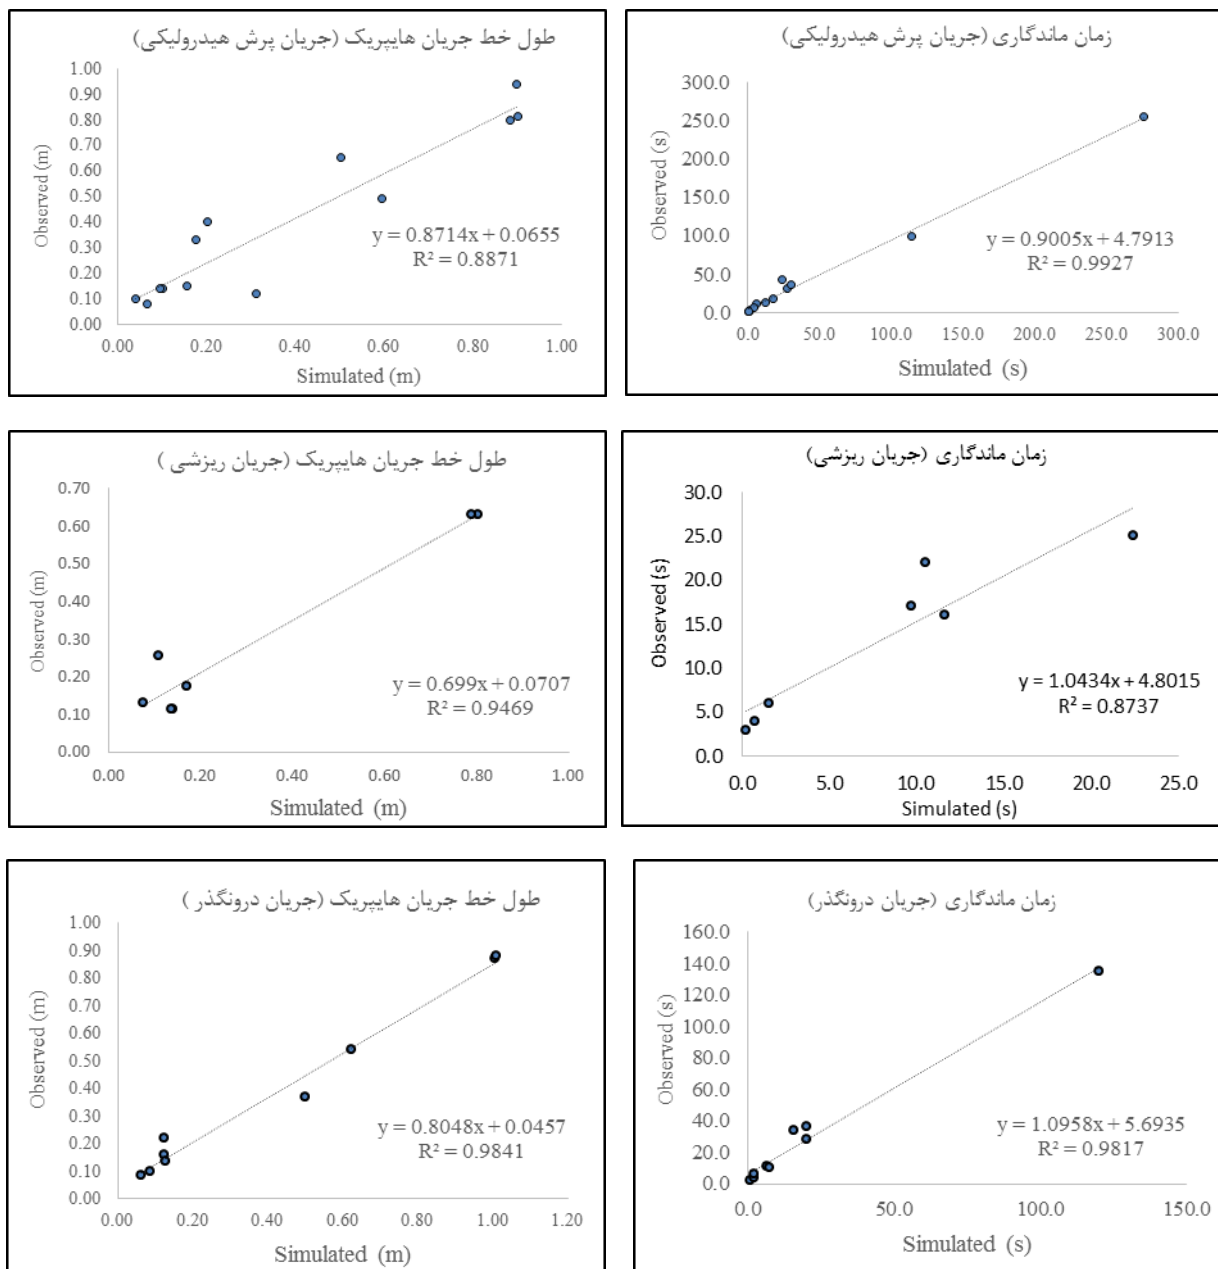 طول خط جریان هایپریک (جریان پرش هیدرولیکی)
1.00
0.90
0.80
0.70
0.60
0.50
0.40
0.30
0.20
0.10
0.00
Observed (m)
y = 0.8714x + 0.0655
R² = 0.8871
0.00 0.20 0.40 0.60 0.80 1.00
Simulated (m)
زمان ماندگاری (جریان پرش هیدرولیکی)
300.0
250.0
200.0
150.0
100.0
50.0
0.0
Observed (s)
y = 0.9005x + 4.7913
R² = 0.9927
0.0 50.0 100.0 150.0 200.0 250.0 300.0
Simulated (s)
طول خط جریان هایپریک (جریان ریزشی )
0.70
0.60
0.50
0.40
0.30
0.20
0.10
0.00
Observed (m)
y = 0.699x + 0.0707
R² = 0.9469
0.00 0.20 0.40 0.60 0.80 1.00
Simulated (m)
زمان ماندگاری (جریان ریزشی)
30.0
25.0
20.0
15.0
10.0
5.0
0.0
Observed (s)
y = 1.0434x + 4.8015
R² = 0.8737
0.0 5.0 10.0 15.0 20.0 25.0
Simulated (s)
طول خط جریان هایپریک (جریان درونگذر )
1.00
0.90
0.80
0.70
0.60
0.50
0.40
0.30
0.20
0.10
0.00
Observed (m)
y = 0.8048x + 0.0457
R² = 0.9841
0.00 0.20 0.40 0.60 0.80 1.00 1.20
Simulated (m)
زمان ماندگاری (جریان درونگذر)
160.0
140.0
120.0
100.0
80.0
60.0
40.0
20.0
0.0
Observed (s)
y = 1.0958x + 5.6935
R² = 0.9817
0.0 50.0 100.0 150.0
Simulated (s)